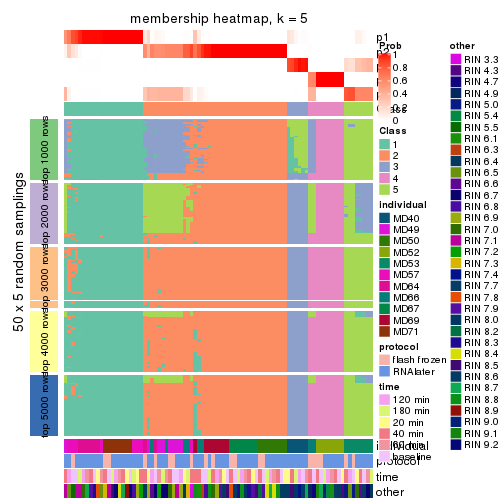 membership heatmap, k = 5
50 x 5 random samplings
top 1000 rows
top 2000 rows
top 3000 rows
top 4000 rows
top 5000 rows
p1
Prob
1
0.8
0.6
0.4
0.2
0
Class
1
2
3
4
5
individual
MD40
MD49
MD50
MD52
MD53
MD57
MD64
MD66
MD67
MD69
MD71
protocol
flash frozen
RNAlater
time
120 min
180 min
20 min
40 min
60 min
baseline
individual
protocol
time
other
other
RIN 3.3
RIN 4.3
RIN 4.7
RIN 4.9
RIN 5.0
RIN 5.4
RIN 5.5
RIN 6.1
RIN 6.3
RIN 6.4
RIN 6.5
RIN 6.6
RIN 6.7
RIN 6.8
RIN 6.9
RIN 7.0
RIN 7.1
RIN 7.2
RIN 7.3
RIN 7.4
RIN 7.7
RIN 7.8
RIN 7.9
RIN 8.0
RIN 8.2
RIN 8.3
RIN 8.4
RIN 8.5
RIN 8.6
RIN 8.7
RIN 8.8
RIN 8.9
RIN 9.0
RIN 9.1
RIN 9.2